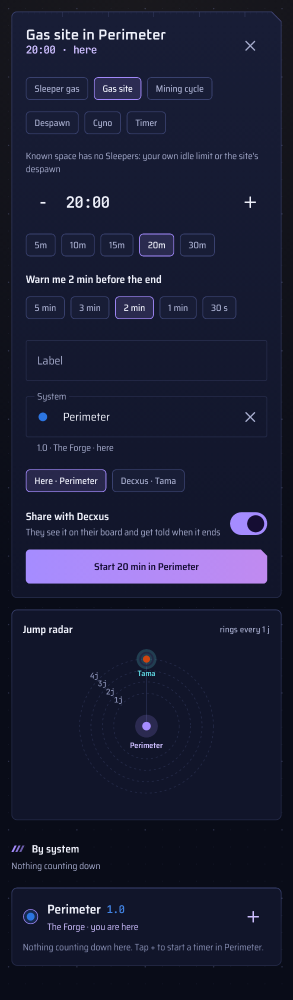 Gas site in Perimeter
20:00 · here
Sleeper gas
Gas site
Mining cycle
Despawn
Cyno
Timer
Known space has no Sleepers: your own idle limit or the site's
despawn
- 20:00 +
5m
10m
15m
20m
30m
Warn me 2 min before the end
5 min
3 min
2 min
1 min
30 s
Label
System
Perimeter
1.0 · The Forge · here
Here · Perimeter
Decxus · Tama
Share with Decxus
They see it on their board and get told when it ends
Start 20 min in Perimeter
Jump radar
rings every 1 j
4j
3j
2j
1j
Tama
Perimeter
By system
Nothing counting down
Perimeter 1.0
The Forge · you are here
+
Nothing counting down here. Tap + to start a timer in Perimeter.